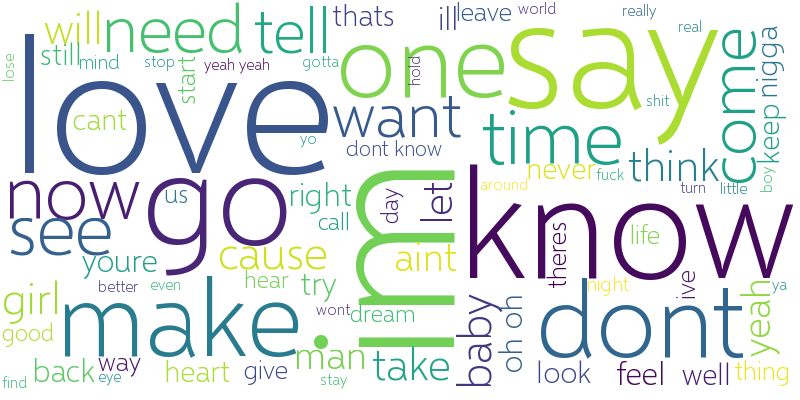 thats
ill
leave
world
really
will
need
tell
one
say
real
lose
still
mind
stop
yeah yeah
gotta
hold
start
love
want
time
come
keep
nigga
cant
yo
dont know
shit
now
go
us
right
day
let
never
fuck
think
boy
see
call
im
around
turn
little
know
youre
cause
hear
try
aint
theres
life
better
even
night
ive
ya
girl
good
make
wont
dream
baby
oh oh
dont
yeah
find
back
way
eye
heart
give
man
stay
take
look
feel
well
thing